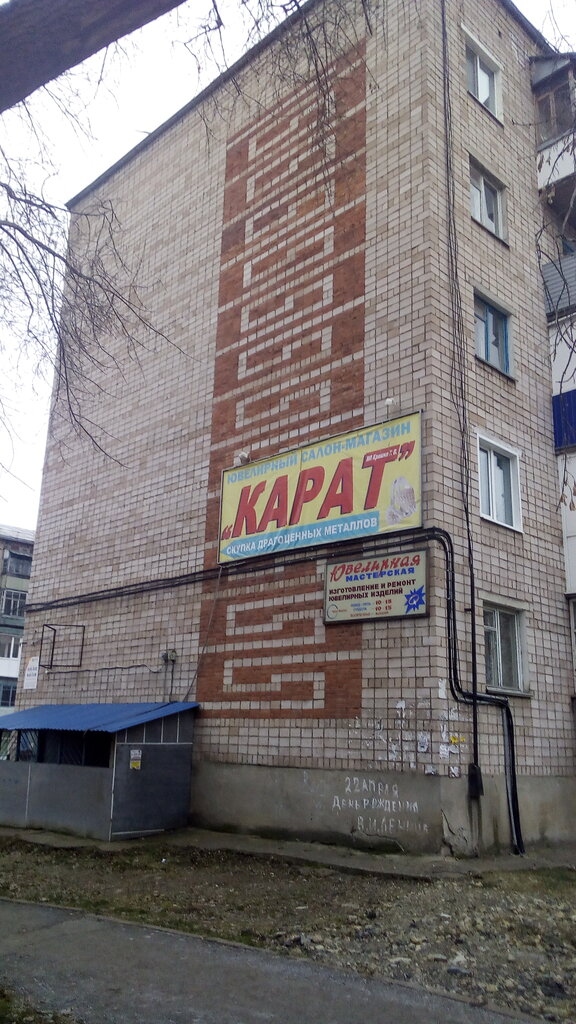 ЮВЕЛИРНЫЙ САЛОН-МАГАЗИН
"КАРАТ"
СКУПКА ДРАГОЦЕННЫХ МЕТАЛЛОВ
Ювелирная
МАСТЕРСКАЯ
ИЗГОТОВЛЕНИЕ И РЕМОНТ
ЮВЕЛИРНЫХ ИЗДЕЛИЙ
22 АПРЕЛЯ
ДЕНЬ РОЖДЕНИЯ
В.И.ЛЕНИНА